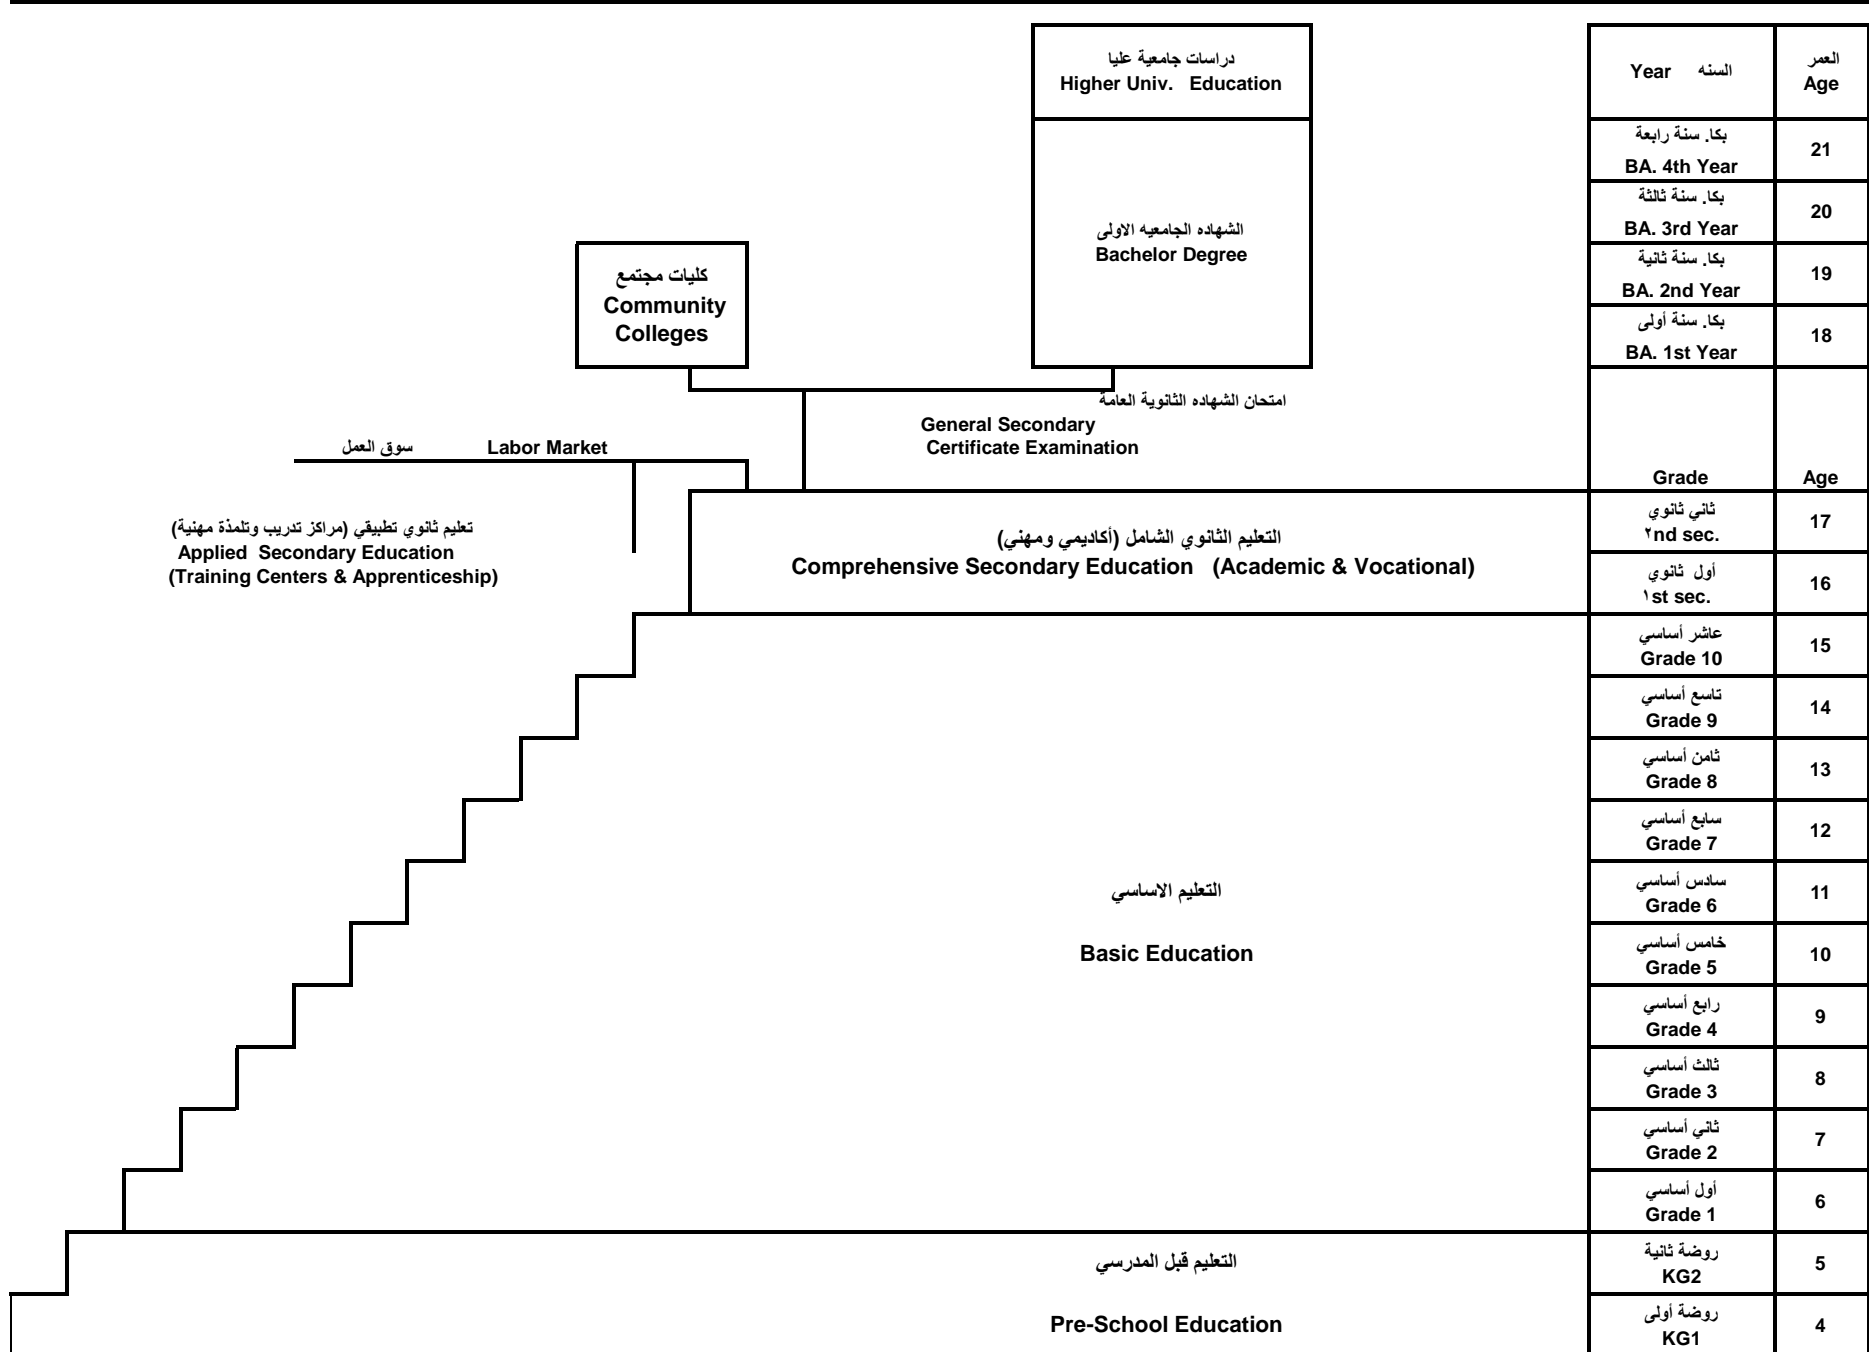 دراسات جامعية عليا
Higher Univ. Education
السنه Year
العمر
Age
بكا. سنة رابعة
BA. 4th Year
21
بكا. سنة ثالثة
BA. 3rd Year
20
الشهاده الجامعيه الاولى
Bachelor Degree
بكا. سنة ثانية
BA. 2nd Year
19
كليات مجتمع
Community
Colleges
بكا. سنة أولى
BA. 1st Year
18
امتحان الشهاده الثانوية العامة
General Secondary
Certificate Examination
سوق العمل Labor Market
Grade
Age
تعليم ثانوي تطبيقي (مراكز تدريب وتلمذة مهنية)
Applied Secondary Education
(Training Centers & Apprenticeship)
التعليم الثانوي الشامل (أكاديمي ومهني)
Comprehensive Secondary Education (Academic & Vocational)
ثاني ثانوي
٢nd sec.
17
أول ثانوي
١st sec.
16
عاشر أساسي
Grade 10
15
تاسع أساسي
Grade 9
14
ثامن أساسي
Grade 8
13
سابع أساسي
Grade 7
12
التعليم الاساسي
Basic Education
سادس أساسي
Grade 6
11
خامس أساسي
Grade 5
10
رابع أساسي
Grade 4
9
ثالث أساسي
Grade 3
8
ثاني أساسي
Grade 2
7
أول أساسي
Grade 1
6
التعليم قبل المدرسي
Pre-School Education
روضة ثانية
KG2
5
روضة أولى
KG1
4